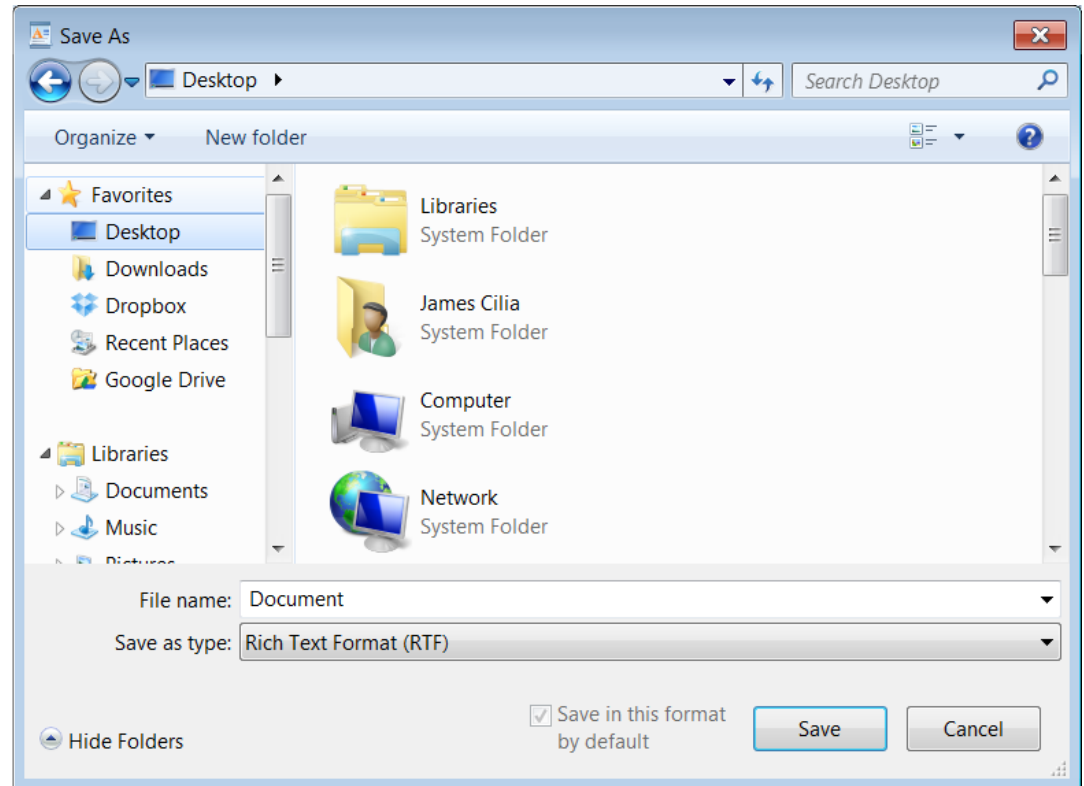 Save As
Desktop
Search Desktop
Organize
New folder
Favorites
Desktop
Downloads
Dropbox
Recent Places
Google Drive
Libraries
Documents
Music
Pictures
Libraries
System Folder
James Cilia
System Folder
Computer
System Folder
Network
System Folder
File name: Document
Save as type: Rich Text Format (RTF)
Hide Folders
Save in this format
by default
Save
Cancel